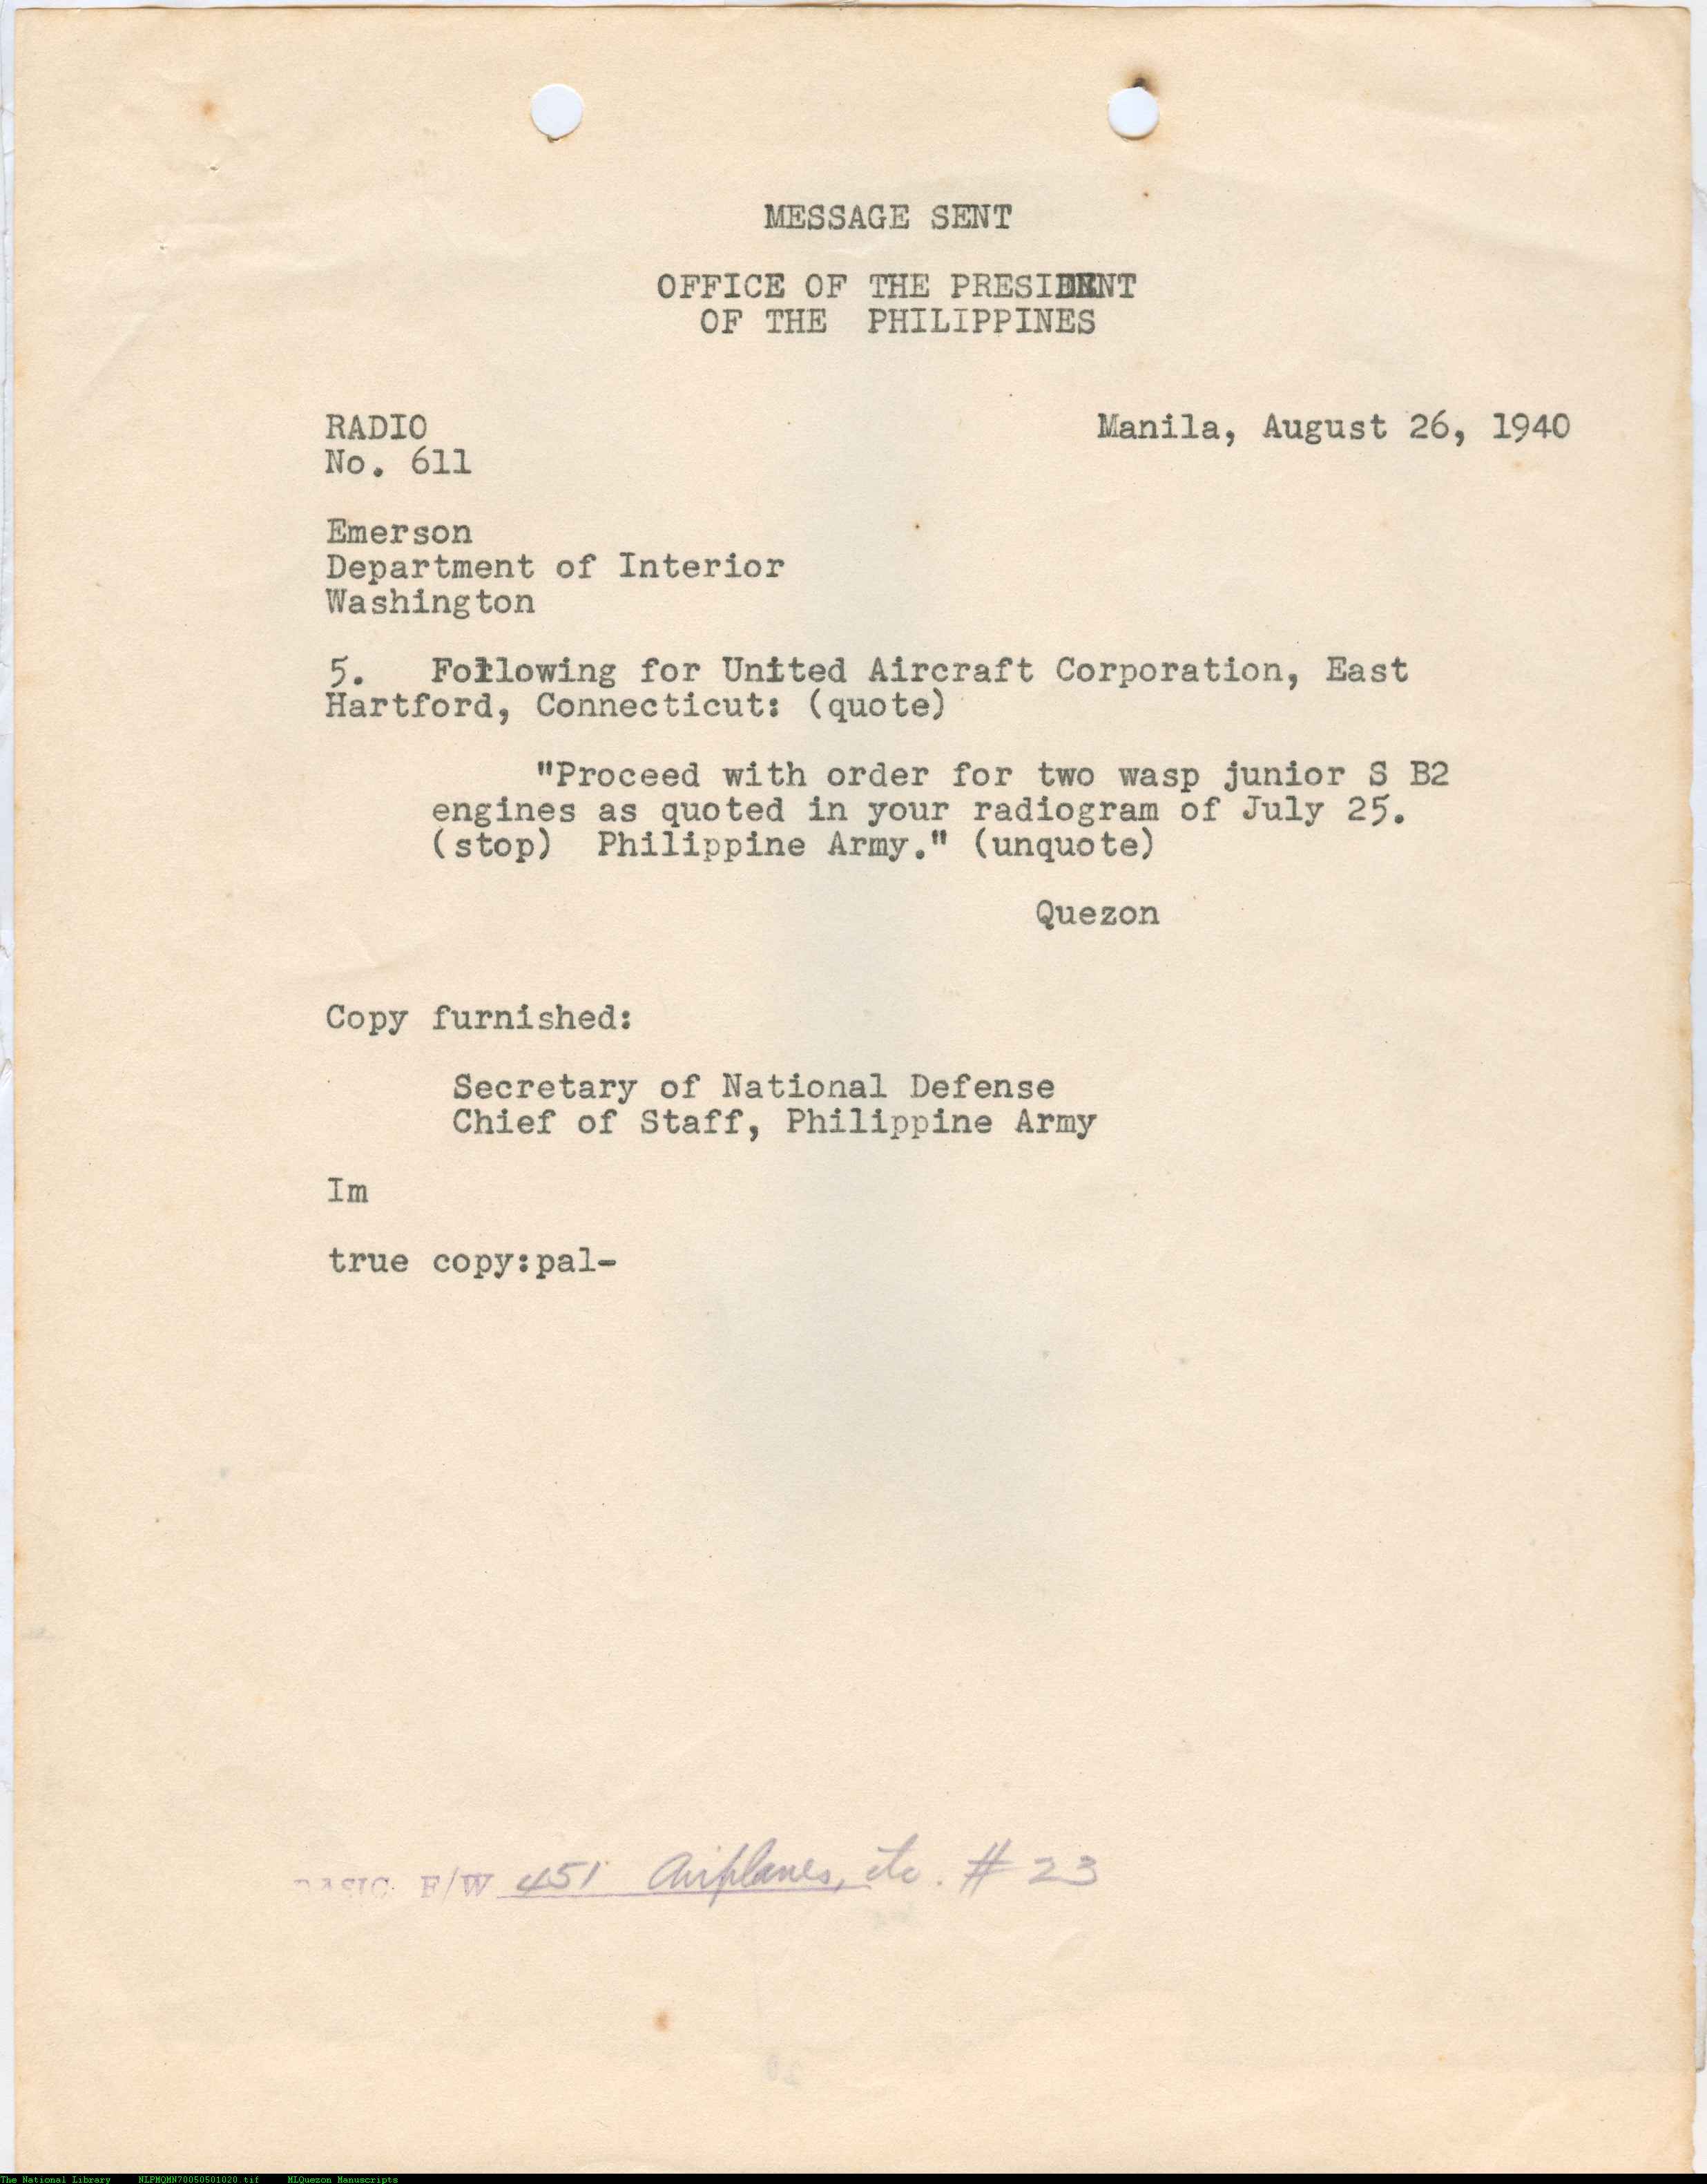 MESSAGE SENT
OFFICE OF THE PRESIDENT
OF THE PHILIPPINES
RADIO
No. 611
Manila, August 26, 1940
Emerson
Department of Interior
Washington
5. Following for United Aircraft Corporation, East
Hartford, Connecticut: (quote)
"Proceed with order for two wasp junior S B2
engines as quoted in your radiogram of July 25.
(stop) Philippine Army." (unquote)
Quezon
Copy furnished:
Secretary of National Defense
Chief of Staff, Philippine Army
Im
true copy:pal-
BASIC F/W 451 Airplanes, etc. # 23
The National Library NLPMQMN70050501020.tif MLQuezon Manuscripts